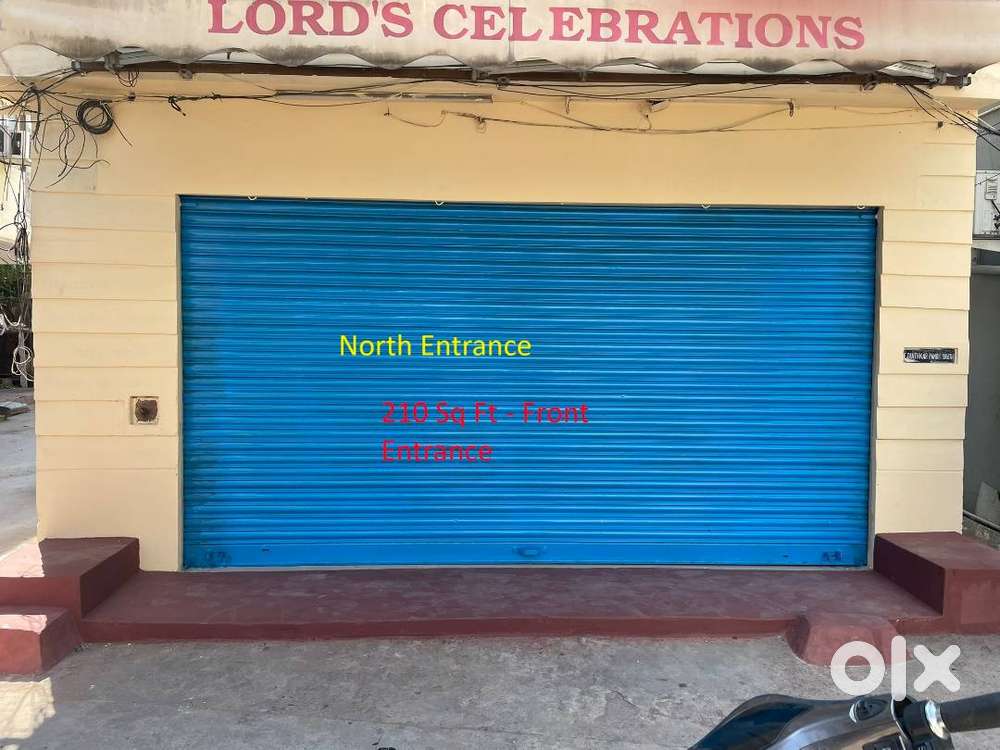 LORD'S CELEBRATIONS
North Entrance
210 Sq Ft - Front
Entrance
olx